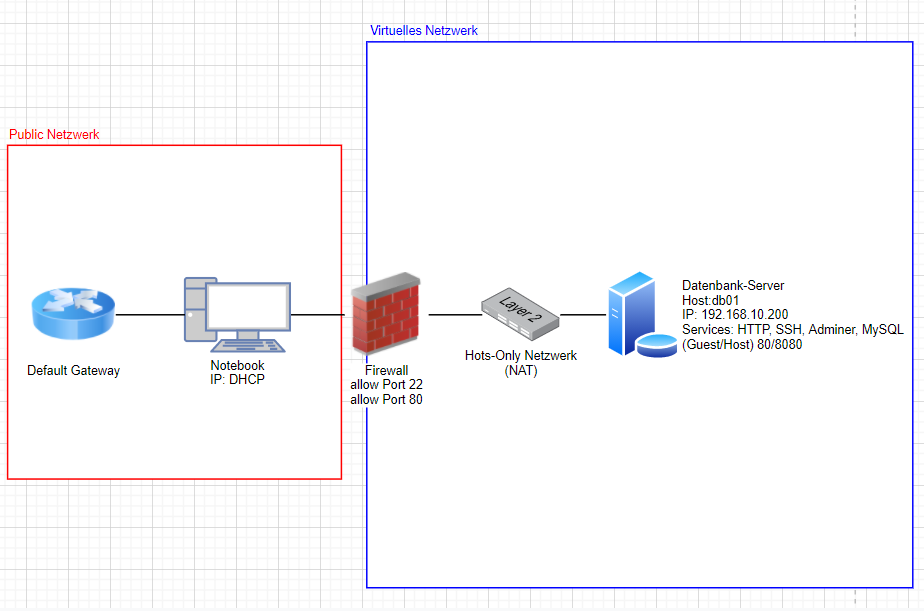 Virtuelles Netzwerk
Public Netzwerk
Default Gateway
Notebook
IP: DHCP
Firewall
allow Port 22
allow Port 80
Layer 2
Hots-Only Netzwerk
(NAT)
Datenbank-Server
Host:db01
IP: 192.168.10.200
Services: HTTP, SSH, Adminer, MySQL
(Guest/Host) 80/8080